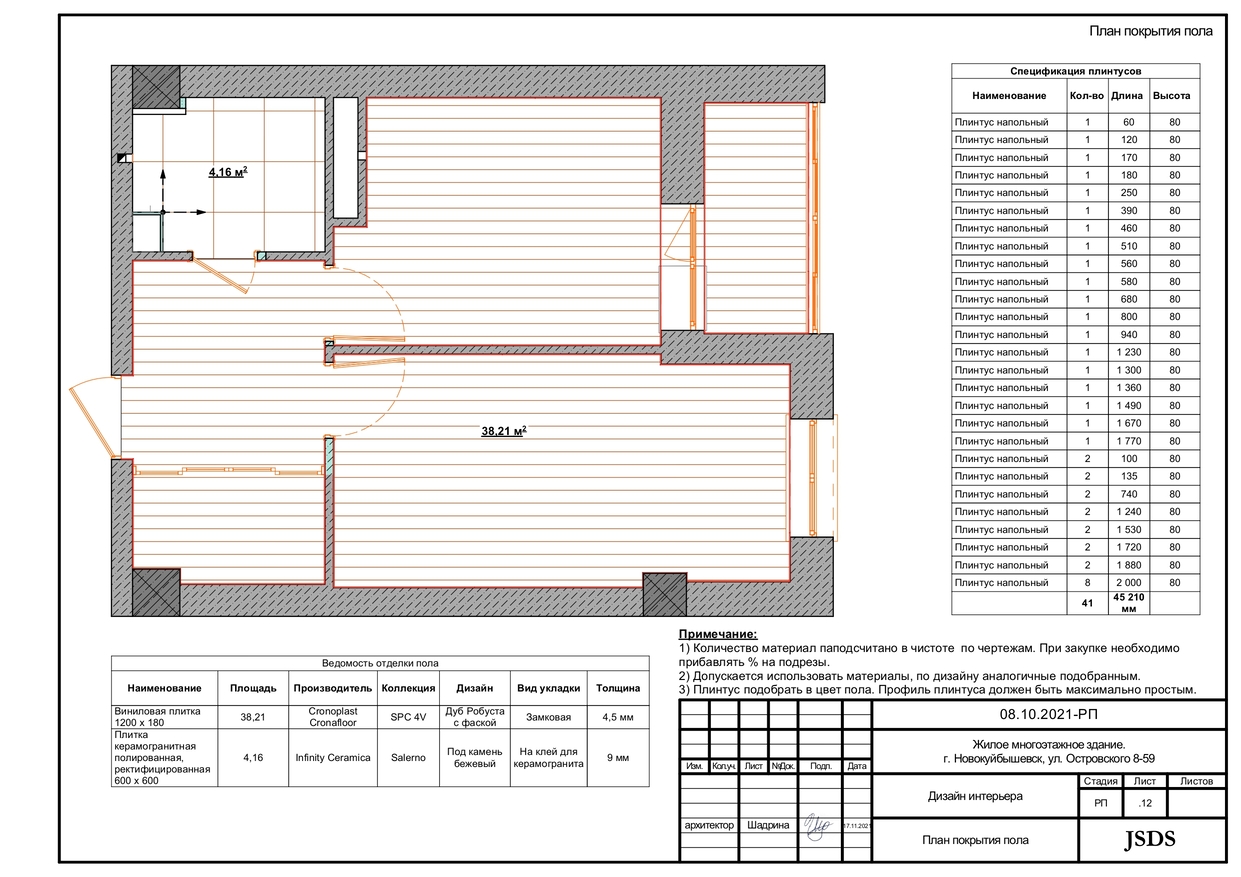 План покрытия пола
Спецификация плинтусов
Наименование Кол-во Длина Высота
Плинтус напольный 1 60 80
Плинтус напольный 1 120 80
Плинтус напольный 1 170 80
Плинтус напольный 1 180 80
Плинтус напольный 1 250 80
Плинтус напольный 1 390 80
Плинтус напольный 1 460 80
Плинтус напольный 1 510 80
Плинтус напольный 1 560 80
Плинтус напольный 1 580 80
Плинтус напольный 1 680 80
Плинтус напольный 1 800 80
Плинтус напольный 1 940 80
Плинтус напольный 1 1 230 80
Плинтус напольный 1 1 300 80
Плинтус напольный 1 1 360 80
Плинтус напольный 1 1 490 80
Плинтус напольный 1 1 670 80
Плинтус напольный 1 1 770 80
Плинтус напольный 2 100 80
Плинтус напольный 2 135 80
Плинтус напольный 2 740 80
Плинтус напольный 2 1 240 80
Плинтус напольный 2 1 530 80
Плинтус напольный 2 1 720 80
Плинтус напольный 2 1 880 80
Плинтус напольный 8 2 000 80
41 45 210
мм
4,16 м²
38,21 м²
Ведомость отделки пола
Наименование Площадь Производитель Коллекция Дизайн Вид укладки Толщина
Виниловая плитка
1200 х 180
38,21
Cronoplast
Cronafloor
SPC 4V
Дуб Робуста
с фаской
Замковая
4,5 мм
Плитка
керамогранитная
полированная,
ректифицированная
600 х 600
4,16
Infinity Ceramica
Salerno
Под камень
бежевый
На клей для
керамогранита
9 мм
Примечание:
1) Количество материал паподсчитано в чистоте по чертежам. При закупке необходимо
прибавлять % на подрезы.
2) Допускается использовать материалы, по дизайну аналогичные подобранным.
3) Плинтус подобрать в цвет пола. Профиль плинтуса должен быть максимально простым.
08.10.2021-РП
Жилое многоэтажное здание.
г. Новокуйбышевск, ул. Островского 8-59
Изм. Кол.уч. Лист №Док. Подп. Дата
Дизайн интерьера
Стадия Лист Листов
РП .12
архитектор Шадрина 17.11.2021
План покрытия пола
JSDS